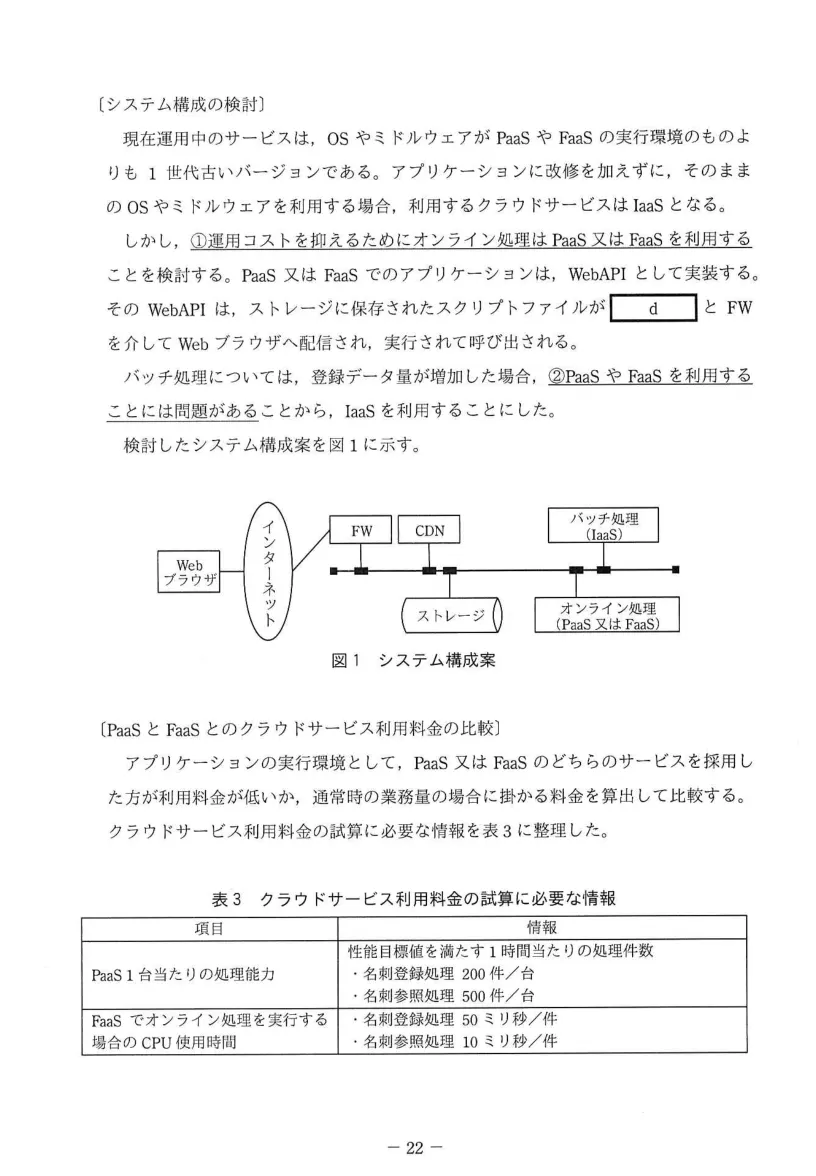 〔システム構成の検討〕
現在運用中のサービスは，OS やミドルウェアが PaaS や FaaS の実行環境のものよ
りも 1 世代古いバージョンである。アプリケーションに改修を加えずに，そのまま
の OS やミドルウェアを利用する場合，利用するクラウドサービスは IaaS となる。
しかし，①運用コストを抑えるためにオンライン処理は PaaS 又は FaaS を利用する
ことを検討する。PaaS 又は FaaS でのアプリケーションは，WebAPI として実装する。
その WebAPI は，ストレージに保存されたスクリプトファイルが d と FW
を介して Web ブラウザへ配信され，実行されて呼び出される。
バッチ処理については，登録データ量が増加した場合，②PaaS や FaaS を利用する
ことには問題があることから，IaaS を利用することにした。
検討したシステム構成案を図 1 に示す。
Web
ブラウザ
インターネット
FW
CDN
バッチ処理
(IaaS)
ストレージ
オンライン処理
(PaaS 又は FaaS)
図 1 システム構成案
〔PaaS と FaaS とのクラウドサービス利用料金の比較〕
アプリケーションの実行環境として，PaaS 又は FaaS のどちらのサービスを採用し
た方が利用料金が低いか，通常時の業務量の場合に掛かる料金を算出して比較する。
クラウドサービス利用料金の試算に必要な情報を表 3 に整理した。
表 3 クラウドサービス利用料金の試算に必要な情報
項目
情報
PaaS 1 台当たりの処理能力
性能目標値を満たす 1 時間当たりの処理件数
・名刺登録処理 200 件／台
・名刺参照処理 500 件／台
FaaS でオンライン処理を実行する
場合の CPU 使用時間
・名刺登録処理 50 ミリ秒／件
・名刺参照処理 10 ミリ秒／件
－ 22 －